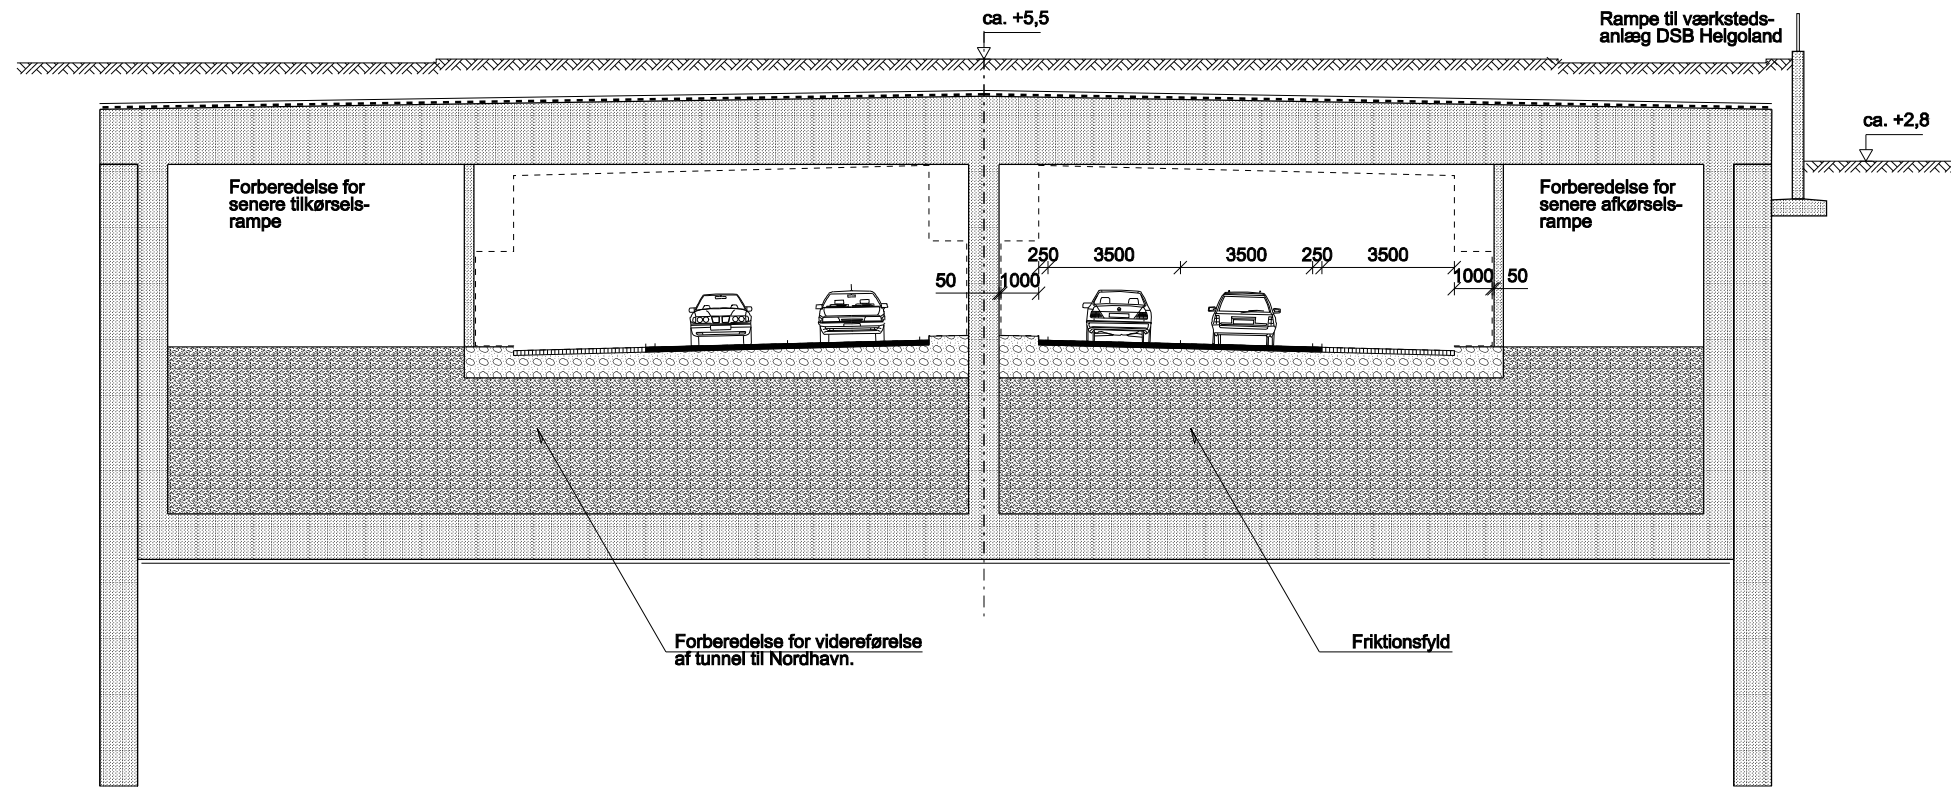 ca. +5,5
Rampe til værksteds-
anlæg DSB Helgoland
ca. +2,8
Forberedelse for
senere tilkørsels-
rampe
Forberedelse for
senere afkørsels-
rampe
250 3500 3500 250 3500
50 1000 1000 50
Forberedelse for videreførelse
af tunnel til Nordhavn.
Friktionsfyld